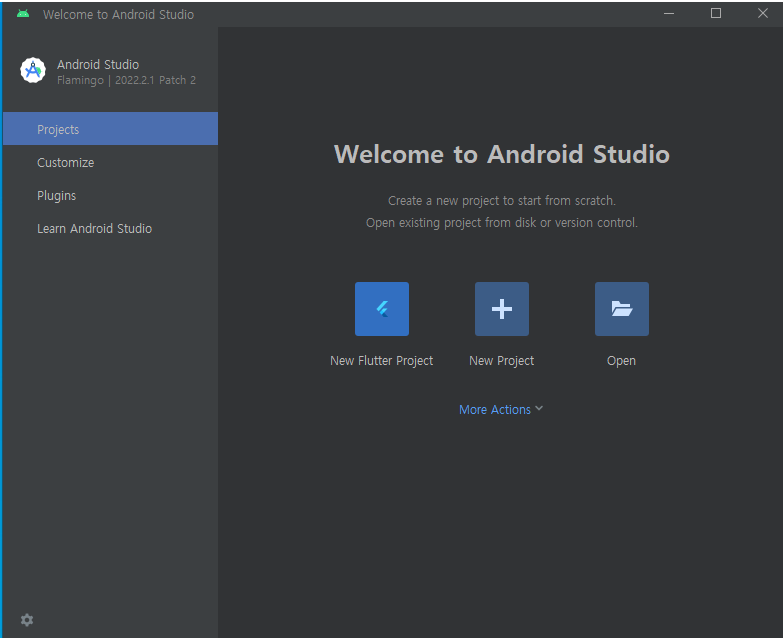 Welcome to Android Studio
Android Studio
Flamingo | 2022.2.1 Patch 2
Projects
Customize
Plugins
Learn Android Studio
Welcome to Android Studio
Create a new project to start from scratch.
Open existing project from disk or version control.
New Flutter Project
New Project
Open
More Actions